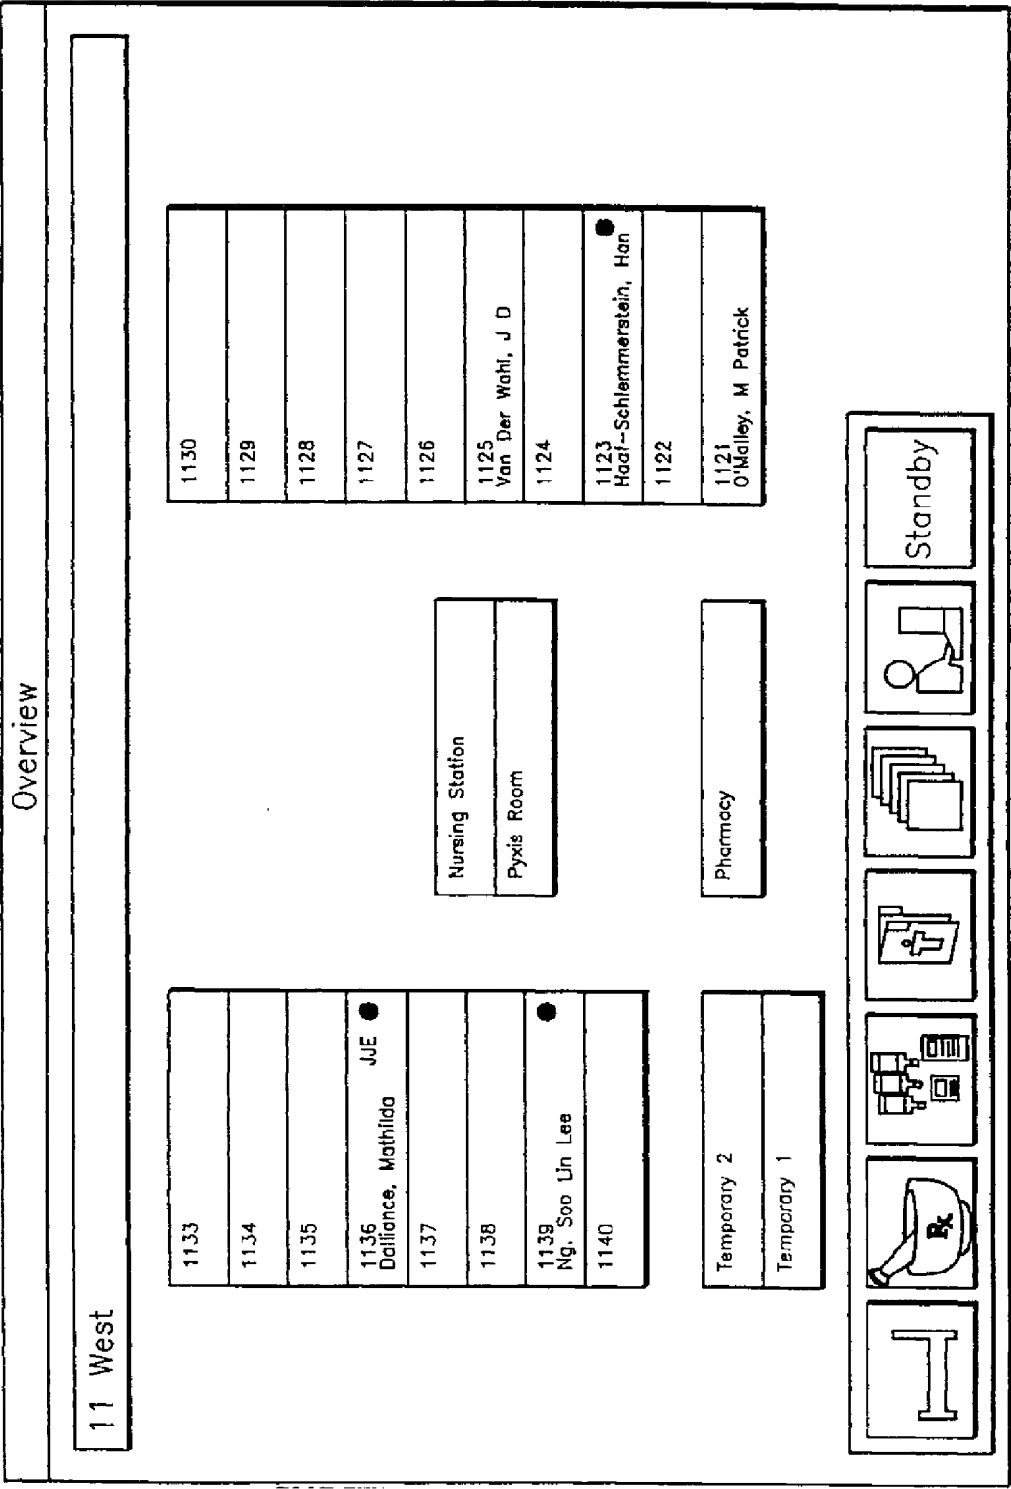 Overview
11 West
1133
1134
1135
1136 JJE
Dalliance, Mathilda
1137
1138
1139
Ng, Soo Lin Lee
1140
Temporary 2
Temporary 1
Nursing Station
Pyxis Room
Pharmacy
1130
1129
1128
1127
1126
1125
Van Der Wahl, J D
1124
1123
Haaf-Schlemmerstein, Han
1122
1121
O'Malley, M Patrick
Rx
Standby